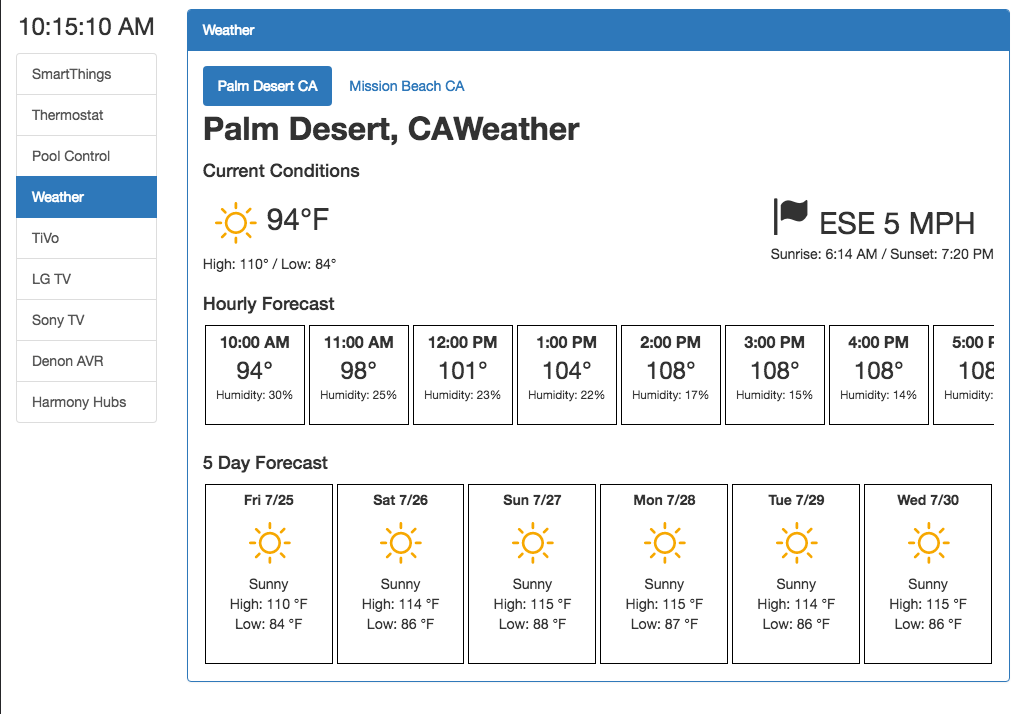 10:15:10 AM
SmartThings
Thermostat
Pool Control
Weather
TiVo
LG TV
Sony TV
Denon AVR
Harmony Hubs
Weather
Palm Desert CA Mission Beach CA
Palm Desert, CAWeather
Current Conditions
94°F
High: 110° / Low: 84°
ESE 5 MPH
Sunrise: 6:14 AM / Sunset: 7:20 PM
Hourly Forecast
10:00 AM 11:00 AM 12:00 PM 1:00 PM 2:00 PM 3:00 PM 4:00 PM 5:00 P
94° 98° 101° 104° 108° 108° 108° 108
Humidity: 30% Humidity: 25% Humidity: 23% Humidity: 22% Humidity: 17% Humidity: 15% Humidity: 14% Humidity:
5 Day Forecast
Fri 7/25 Sat 7/26 Sun 7/27 Mon 7/28 Tue 7/29 Wed 7/30
Sunny Sunny Sunny Sunny Sunny Sunny
High: 110 °F High: 114 °F High: 115 °F High: 115 °F High: 114 °F High: 115 °F
Low: 84 °F Low: 86 °F Low: 88 °F Low: 87 °F Low: 86 °F Low: 86 °F